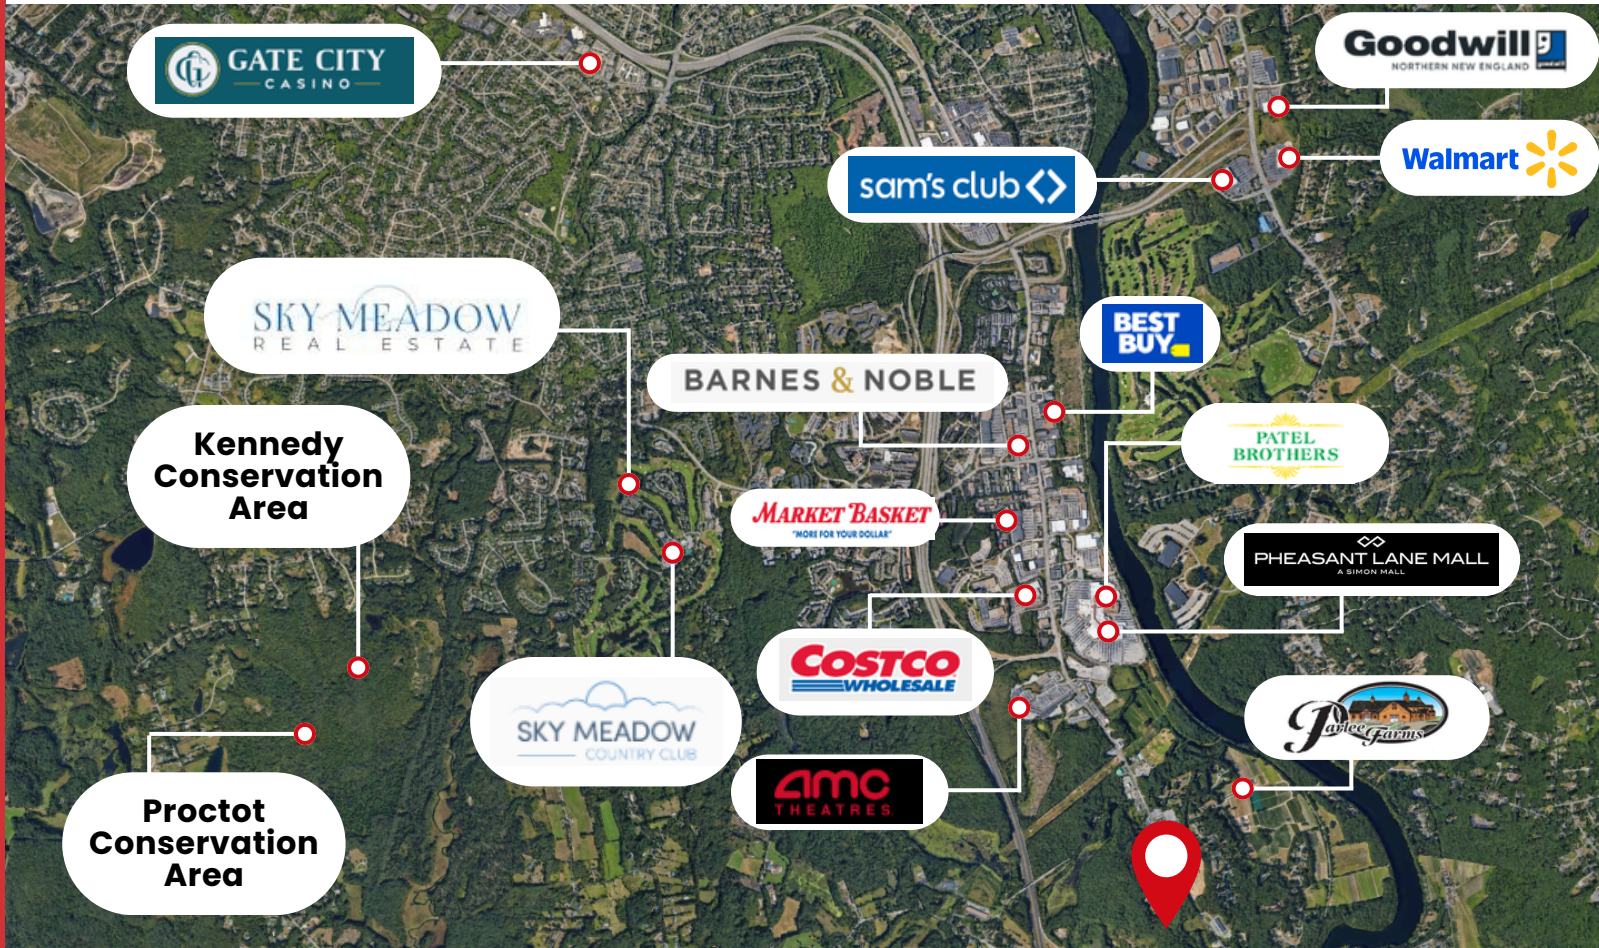 GATE CITY
CASINO
Goodwill
NORTHERN NEW ENGLAND
goodwill
Walmart
sam's club
SKY MEADOW
REAL ESTATE
BEST
BUY
BARNES & NOBLE
Kennedy
Conservation
Area
PATEL
BROTHERS
MARKET BASKET
"MORE FOR YOUR DOLLAR"
PHEASANT LANE MALL
A SIMON MALL
COSTCO
WHOLESALE
SKY MEADOW
COUNTRY CLUB
Parlee Farms
amc
THEATRES
Proctot
Conservation
Area